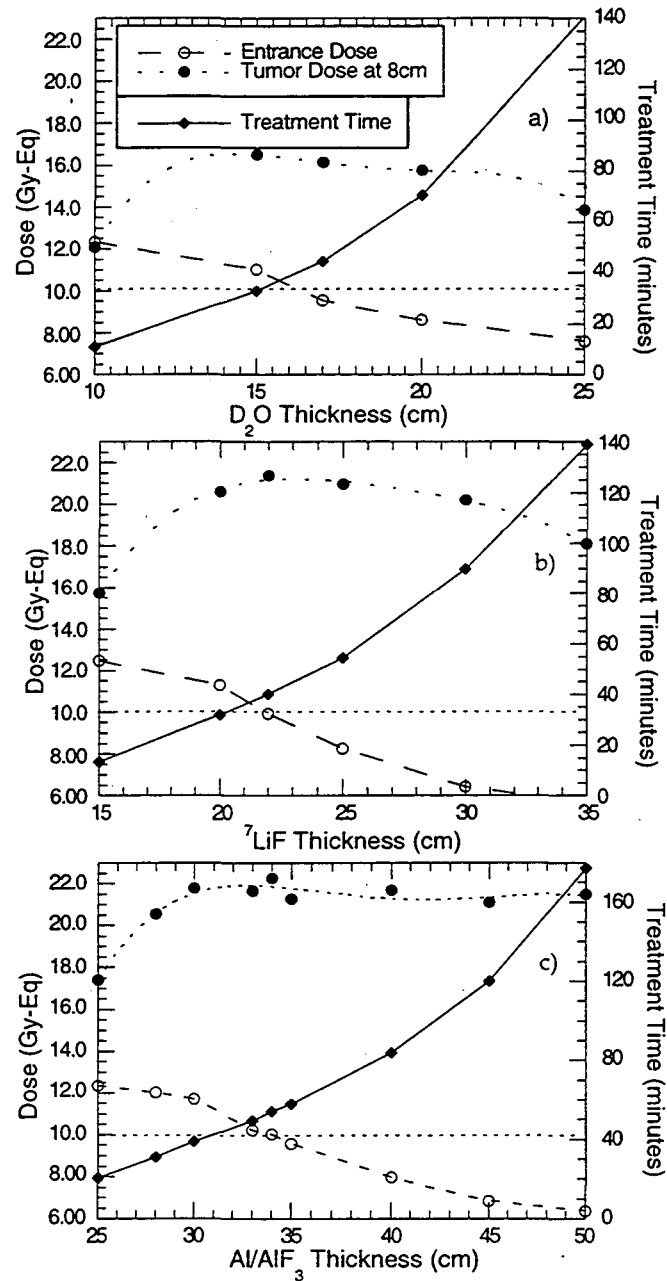 22.0
20.0
18.0
16.0
14.0
12.0
10.0
8.00
6.00
Dose (Gy-Eq)
Entrance Dose
Tumor Dose at 8cm
Treatment Time
a)
140
120
100
80
60
40
20
0
Treatment Time (minutes)
10 15 20 25
D2O Thickness (cm)
22.0
20.0
18.0
16.0
14.0
12.0
10.0
8.00
6.00
Dose (Gy-Eq)
b)
140
120
100
80
60
40
20
0
Treatment Time (minutes)
15 20 25 30 35
7LiF Thickness (cm)
22.0
20.0
18.0
16.0
14.0
12.0
10.0
8.00
6.00
Dose (Gy-Eq)
c)
160
120
80
40
0
Treatment Time (minutes)
25 30 35 40 45 50
Al/AlF3 Thickness (cm)